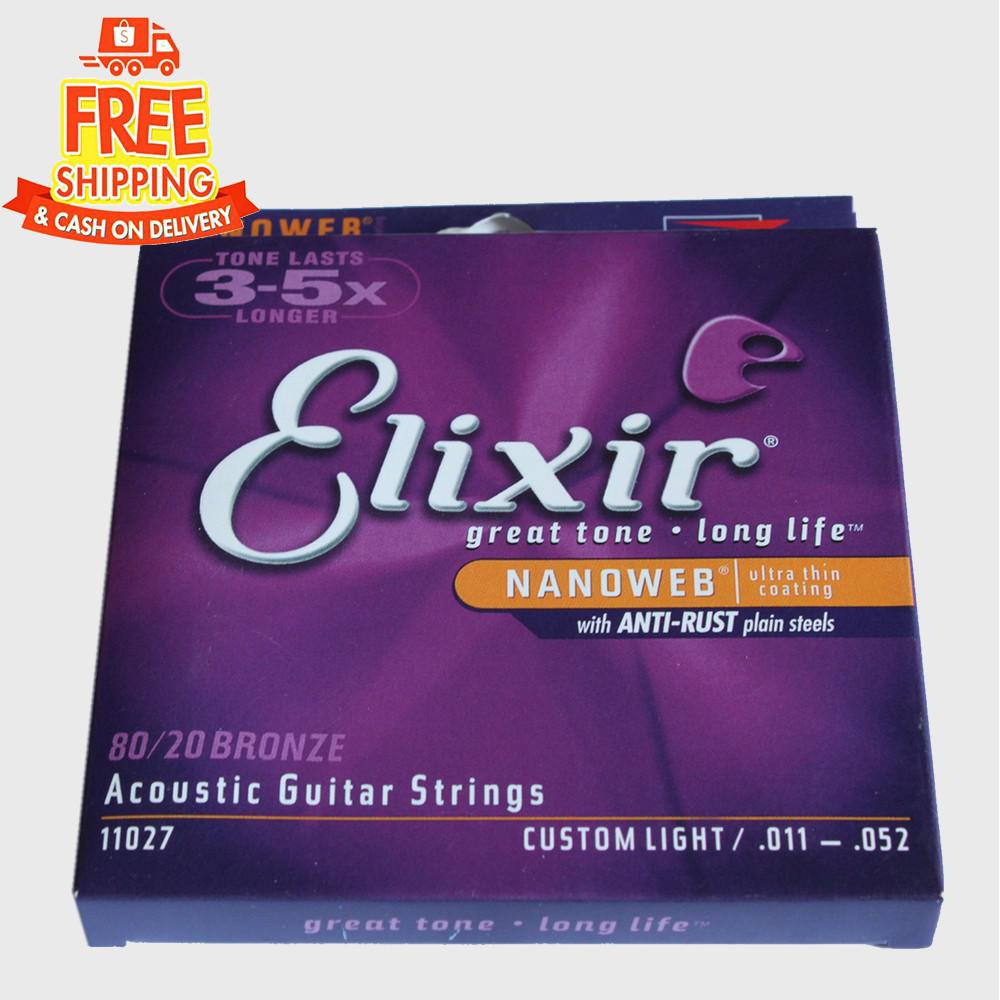 S
FREE
SHIPPING
& CASH ON DELIVERY
NOWEB®
TONE LASTS
3-5x
LONGER
Elixir®
great tone • long life™
NANOWEB® | ultra thin
coating
with ANTI-RUST plain steels
80/20 BRONZE
Acoustic Guitar Strings
11027
CUSTOM LIGHT / .011 — .052
great tone • long life™